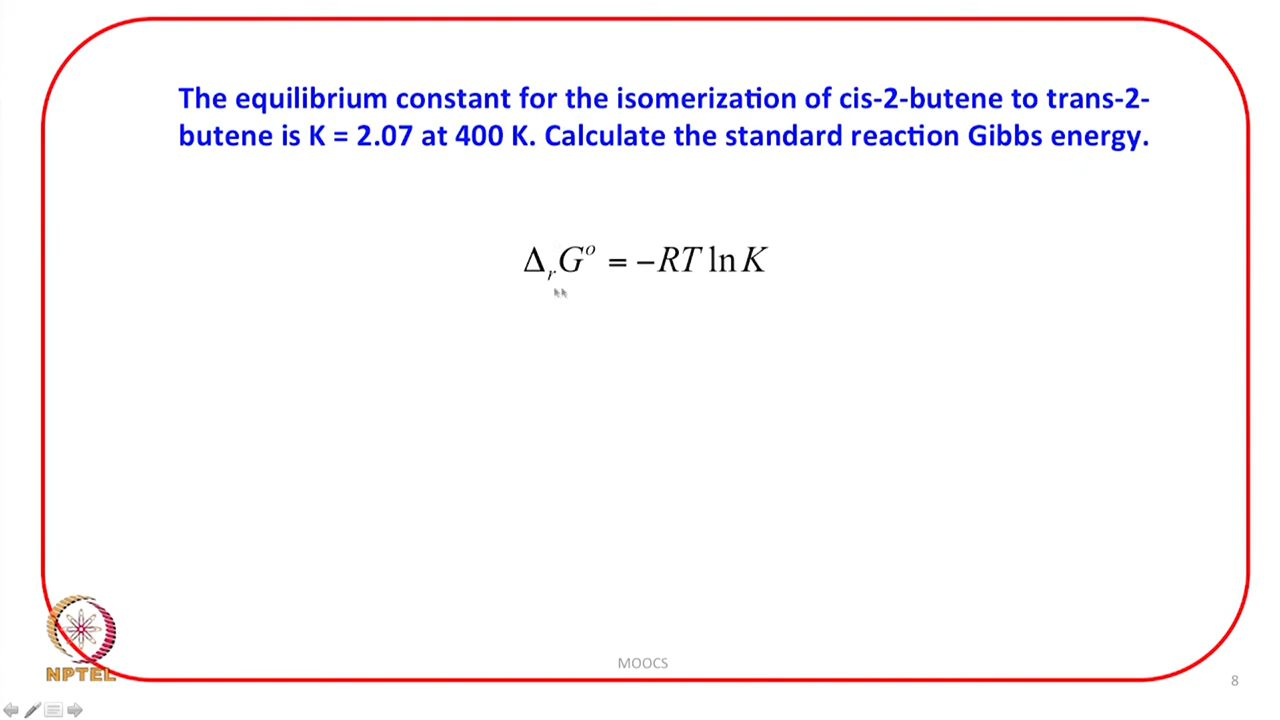 The equilibrium constant for the isomerization of cis-2-butene to trans-2-
butene is K = 2.07 at 400 K. Calculate the standard reaction Gibbs energy.
ΔᵣGᵒ = −RT ln K
NPTEL
MOOCS
8